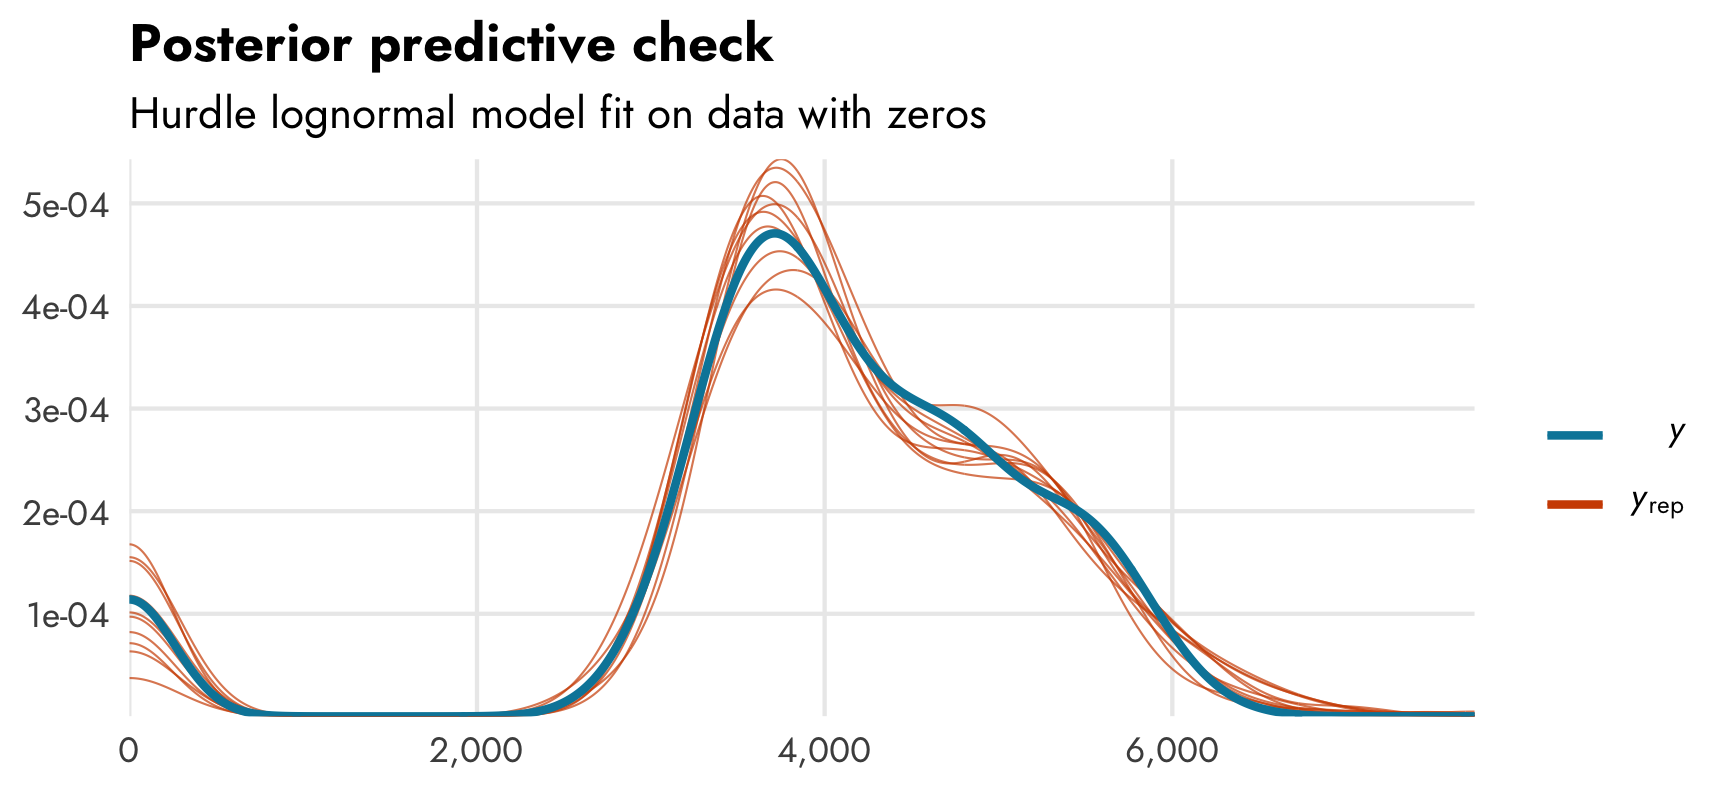 Posterior predictive check
Hurdle lognormal model fit on data with zeros
5e-04
4e-04
3e-04
2e-04
1e-04
0 2,000 4,000 6,000
y
yrep